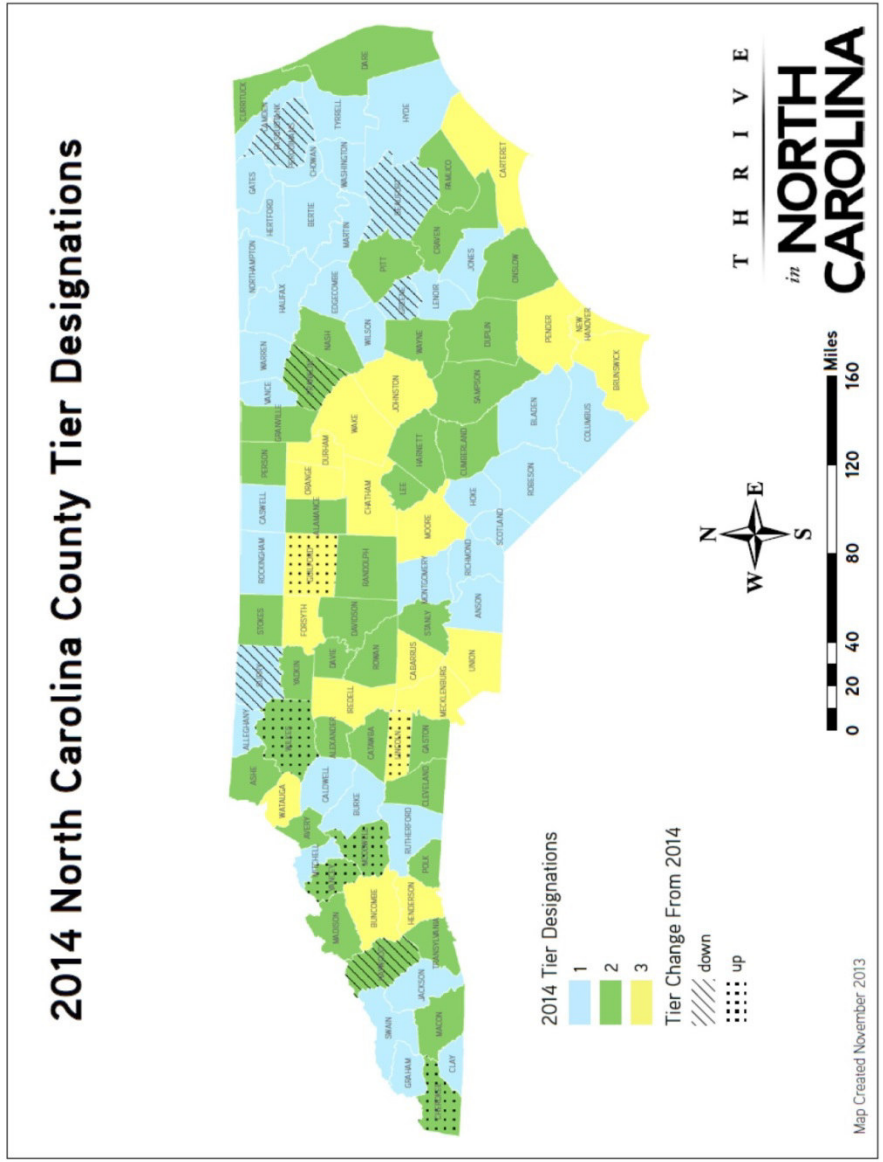 2014 North Carolina County Tier Designations
CURRITUCK
CAMDEN
PASQUOTANK
PERQUIMANS
CHOWAN
GATES
HERTFORD
NORTHAMPTON
BERTIE
HALIFAX
WARREN
VANCE
GRANVILLE
PERSON
CASWELL
ROCKINGHAM
STOKES
SURRY
ALLEGHANY
ASHE
WATAUGA
WILKES
YADKIN
FORSYTH
GUILFORD
ALAMANCE
ORANGE
DURHAM
NASH
EDGECOMBE
MARTIN
WASHINGTON
TYRRELL
DARE
HYDE
BEAUFORT
PITT
GREENE
WILSON
WAKE
JOHNSTON
CHATHAM
RANDOLPH
DAVIDSON
DAVIE
IREDELL
ALEXANDER
CALDWELL
AVERY
MITCHELL
BURKE
CATAWBA
ROWAN
LINCOLN
CABARRUS
STANLY
MONTGOMERY
MOORE
LEE
HARNETT
WAYNE
LENOIR
CRAVEN
PAMLICO
CARTERET
JONES
ONSLOW
DUPLIN
SAMPSON
CUMBERLAND
HOKE
SCOTLAND
RICHMOND
ANSON
UNION
MECKLENBURG
GASTON
CLEVELAND
RUTHERFORD
POLK
HENDERSON
BUNCOMBE
MADISON
TRANSYLVANIA
JACKSON
SWAIN
MACON
GRAHAM
CLAY
ROBESON
BLADEN
COLUMBUS
PENDER
NEW
HANOVER
BRUNSWICK
2014 Tier Designations
1
2
3
Tier Change From 2014
down
up
N
W
E
S
0 20 40 80 120 160
Miles
THRIVE
in NORTH
CAROLINA
Map Created November 2013